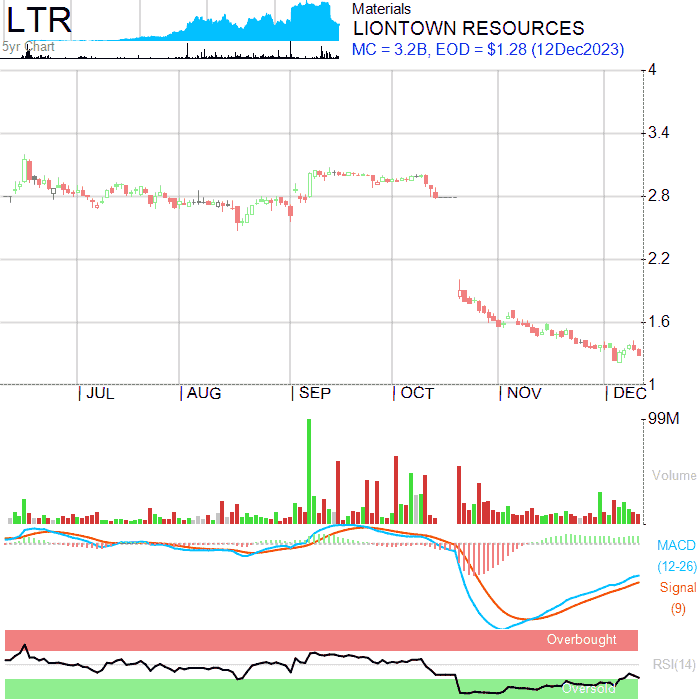 LTR
5yr Chart
Materials
LIONTOWN RESOURCES
MC = 3.2B, EOD = $1.28 (12Dec2023)
4
3.4
2.8
2.2
1.6
1
JUL
AUG
SEP
OCT
NOV
DEC
99M
Volume
MACD
(12-26)
Signal
(9)
Overbought
RSI(14)
Oversold